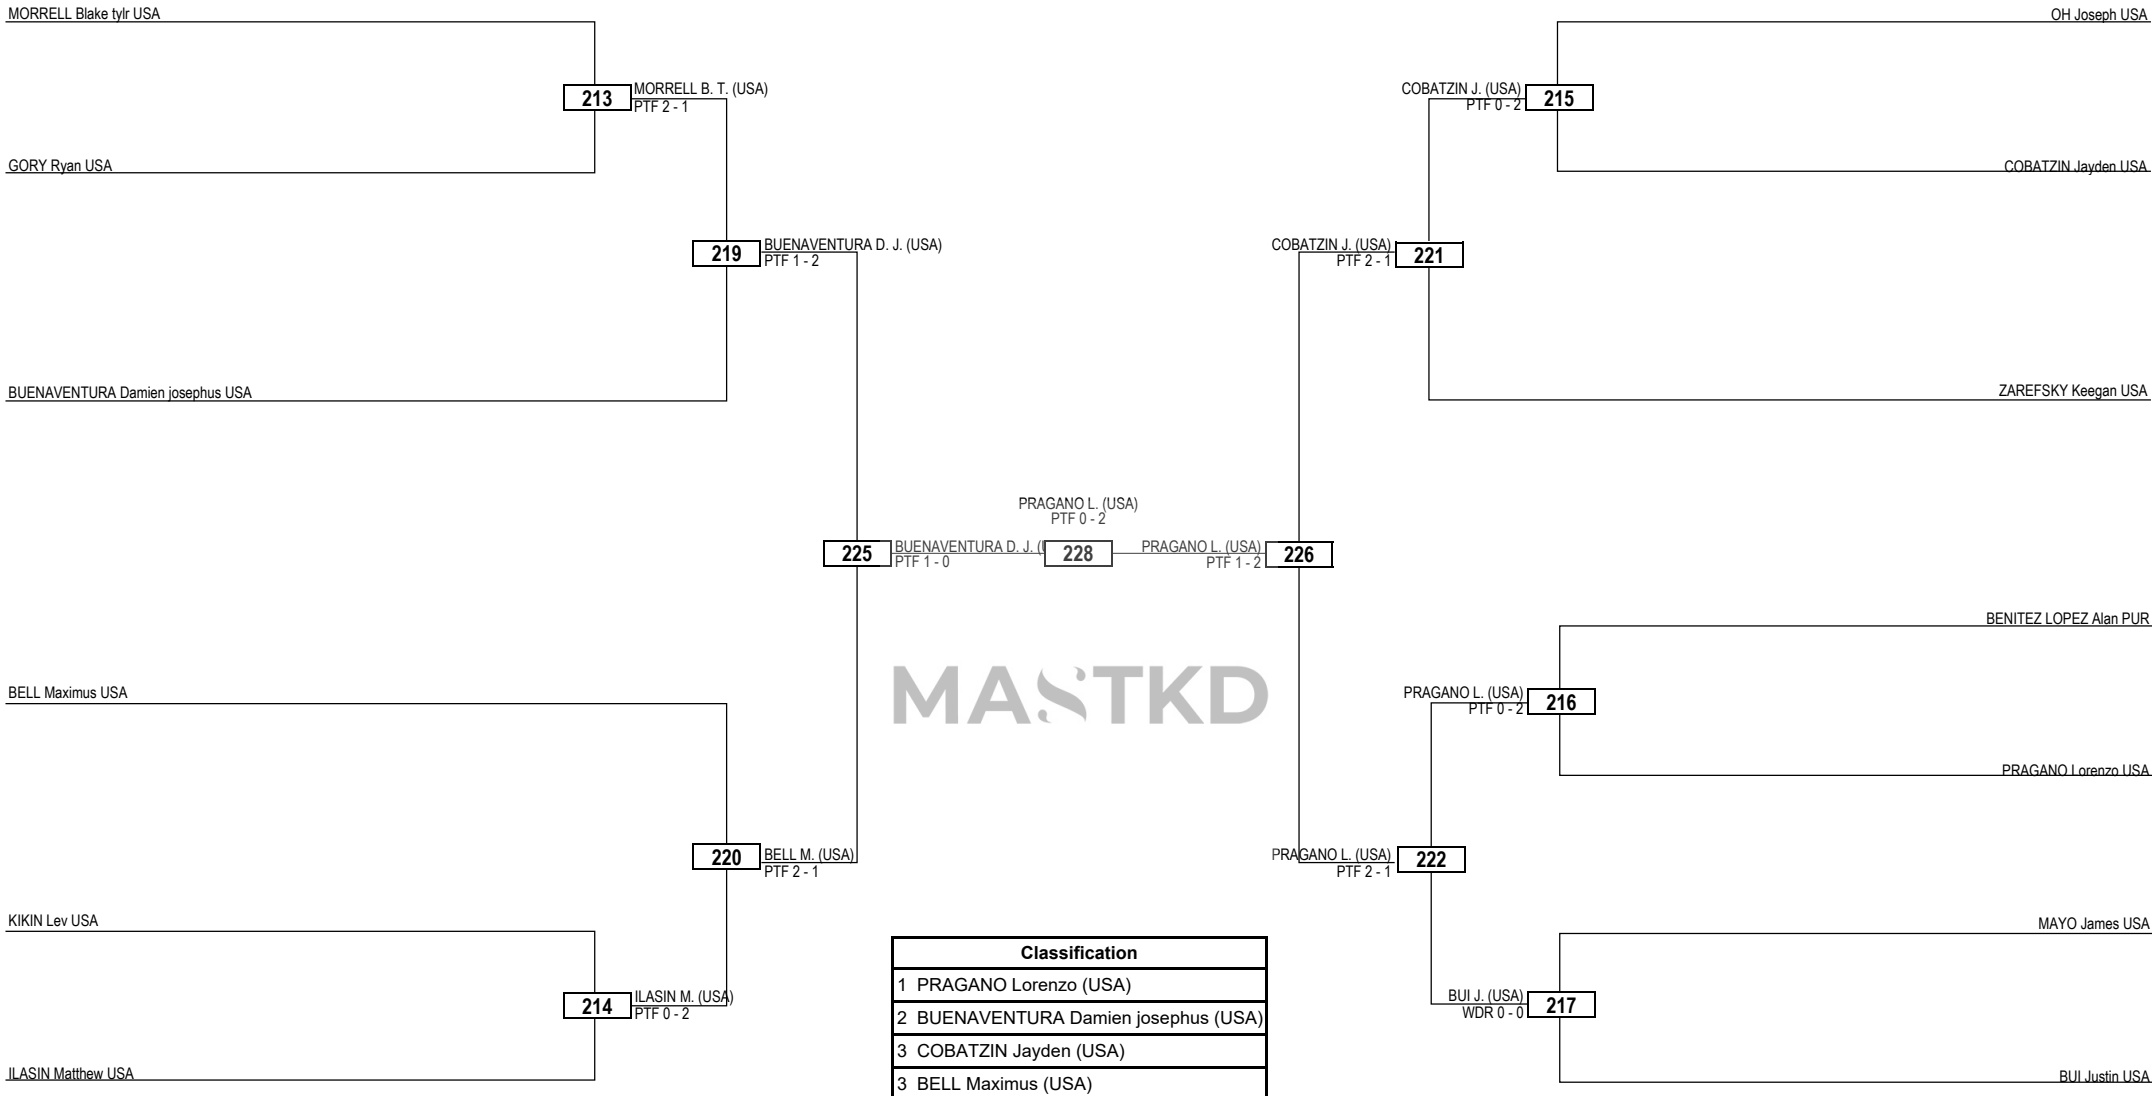 MORRELL Blake tylr USA
213
MORRELL B. T. (USA)
PTF 2 - 1
GORY Ryan USA
219
BUENAVENTURA D. J. (USA)
PTF 1 - 2
BUENAVENTURA Damien josephus USA
225
BUENAVENTURA D. J. (U
PTF 1 - 0
BELL Maximus USA
220
BELL M. (USA)
PTF 2 - 1
KIKIN Lev USA
214
ILASIN M. (USA)
PTF 0 - 2
ILASIN Matthew USA
PRAGANO L. (USA)
PTF 0 - 2
228
MASTKD
Classification
1 PRAGANO Lorenzo (USA)
2 BUENAVENTURA Damien josephus (USA)
3 COBATZIN Jayden (USA)
3 BELL Maximus (USA)
OH Joseph USA
COBATZIN J. (USA)
PTF 0 - 2
215
COBATZIN Jayden USA
COBATZIN J. (USA)
PTF 2 - 1
221
ZAREFSKY Keegan USA
PRAGANO L. (USA)
PTF 1 - 2
226
BENITEZ LOPEZ Alan PUR
PRAGANO L. (USA)
PTF 0 - 2
216
PRAGANO Lorenzo USA
PRAGANO L. (USA)
PTF 2 - 1
222
MAYO James USA
BUI J. (USA)
WDR 0 - 0
217
BUI Justin USA